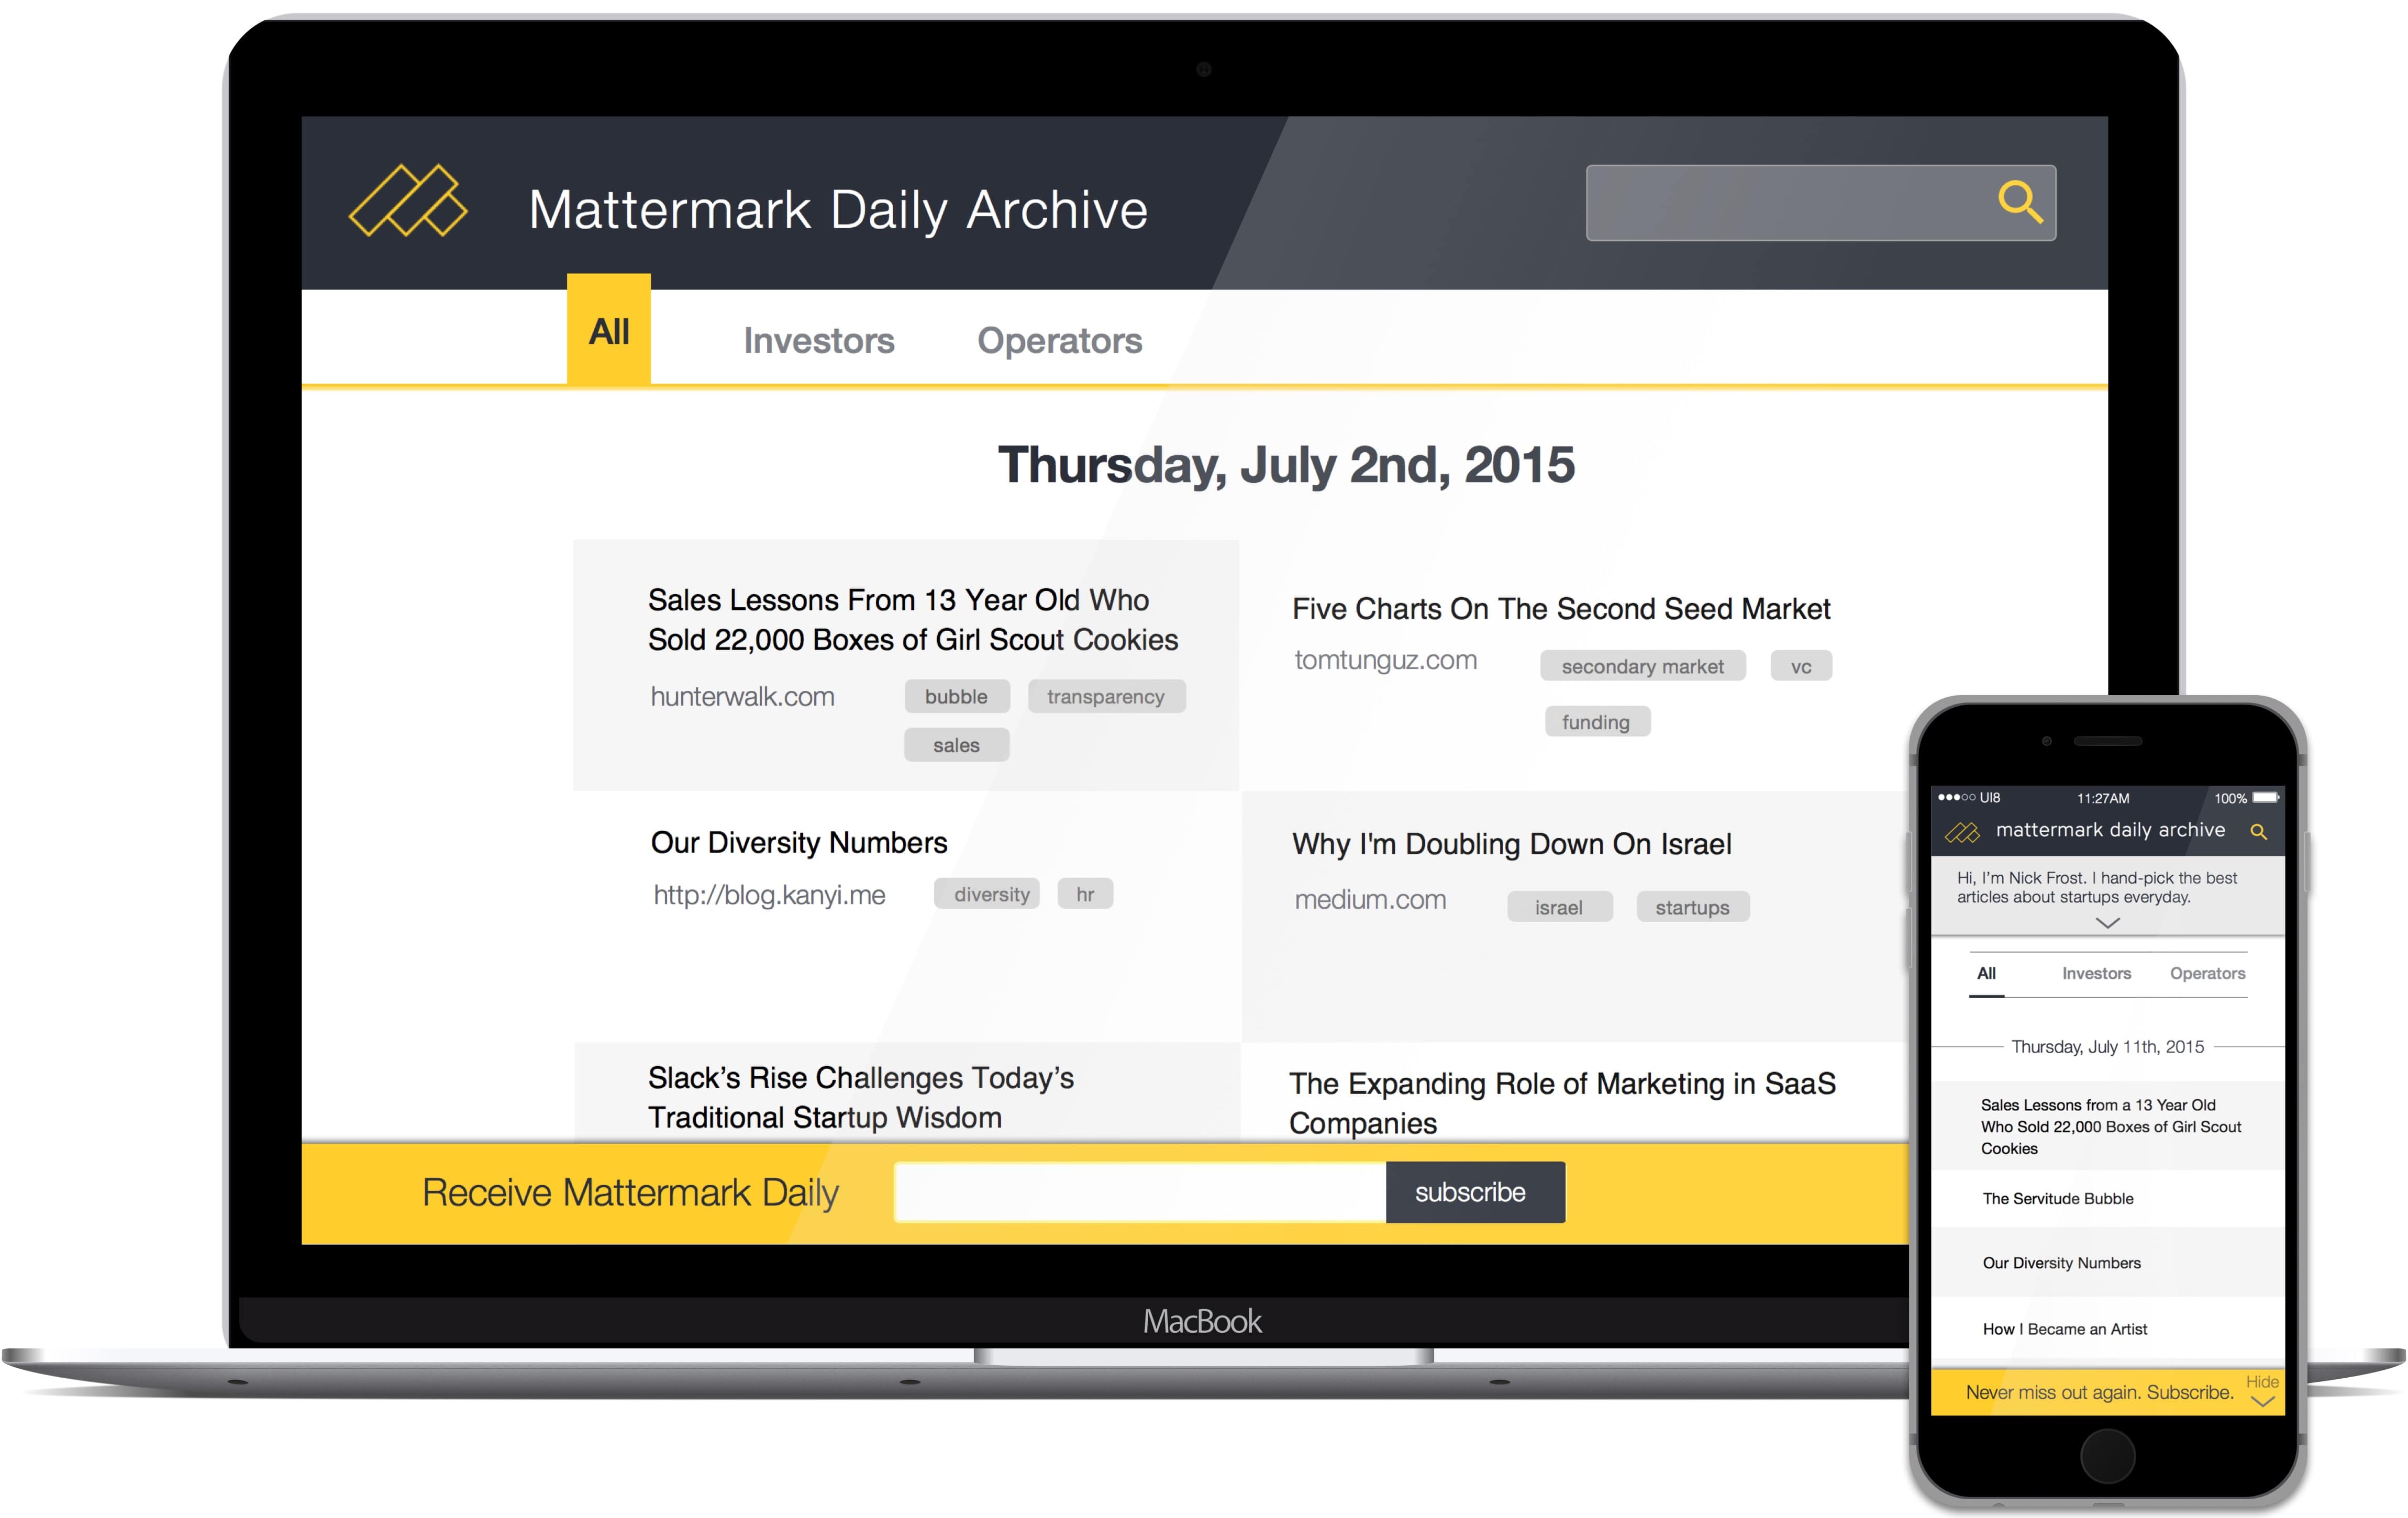 Mattermark Daily Archive
All
Investors
Operators
Thursday, July 2nd, 2015
Sales Lessons From 13 Year Old Who
Sold 22,000 Boxes of Girl Scout Cookies
hunterwalk.com
bubble
transparency
sales
Five Charts On The Second Seed Market
tomtunguz.com
secondary market
vc
funding
Our Diversity Numbers
http://blog.kanyi.me
diversity
hr
Why I'm Doubling Down On Israel
medium.com
israel
startups
Slack’s Rise Challenges Today’s
Traditional Startup Wisdom
The Expanding Role of Marketing in SaaS
Companies
Receive Mattermark Daily
subscribe
MacBook
UI8
11:27AM
100%
mattermark daily archive
Hi, I’m Nick Frost. I hand-pick the best
articles about startups everyday.
All
Investors
Operators
Thursday, July 11th, 2015
Sales Lessons from a 13 Year Old
Who Sold 22,000 Boxes of Girl Scout
Cookies
The Servitude Bubble
Our Diversity Numbers
How I Became an Artist
Never miss out again. Subscribe.
Hide